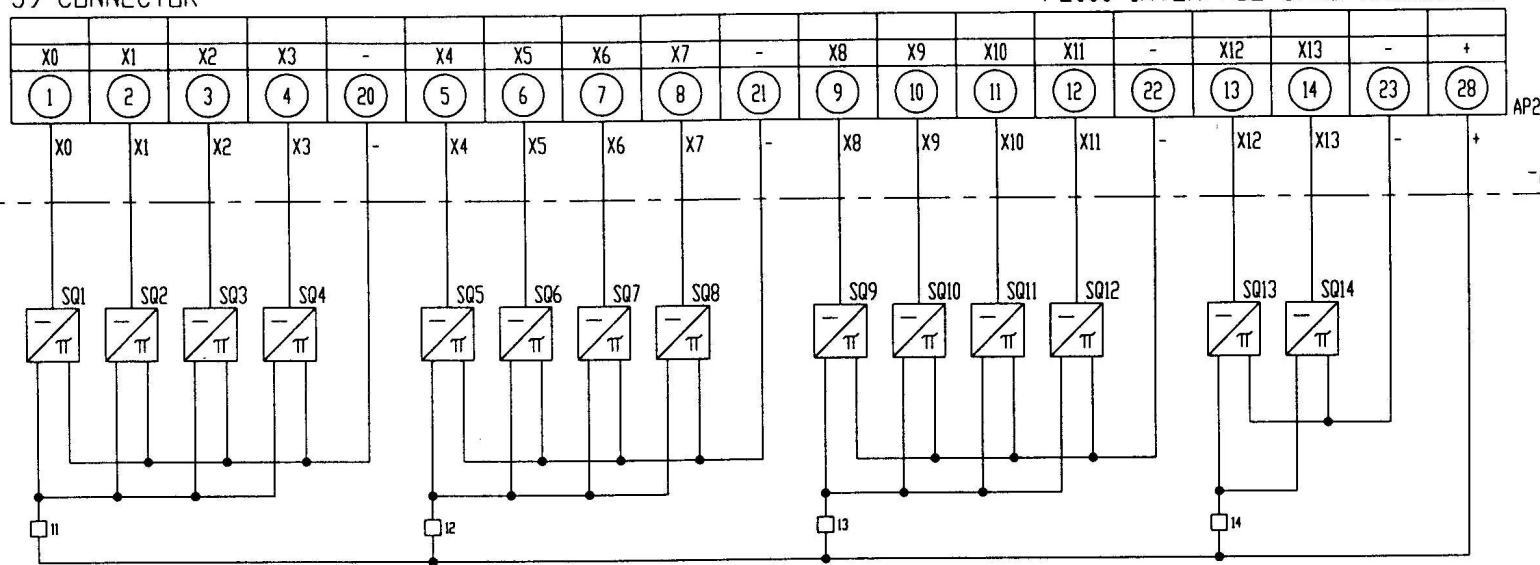 CONNECTOR
X0 X1 X2 X3 - X4 X5 X6 X7 - X8 X9 X10 X11 - X12 X13 - +
1 2 3 4 20 5 6 7 8 21 9 10 11 12 22 13 14 23 28
AP2
X0 X1 X2 X3 - X4 X5 X6 X7 - X8 X9 X10 X11 - X12 X13 - +
SQ1 SQ2 SQ3 SQ4 SQ5 SQ6 SQ7 SQ8 SQ9 SQ10 SQ11 SQ12 SQ13 SQ14
π π π π π π π π π π π π π π
11 12 13 14